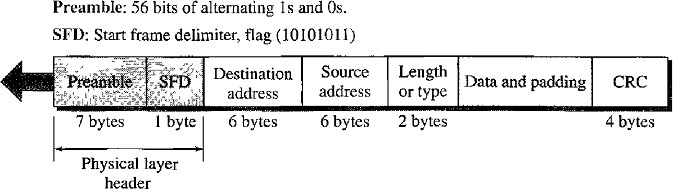 Preamble: 56 bits of alternating 1s and 0s.
SFD: Start frame delimiter, flag (10101011)
Preamble SFD Destination address Source address Length or type Data and padding CRC
7 bytes 1 byte 6 bytes 6 bytes 2 bytes 4 bytes
Physical layer
header